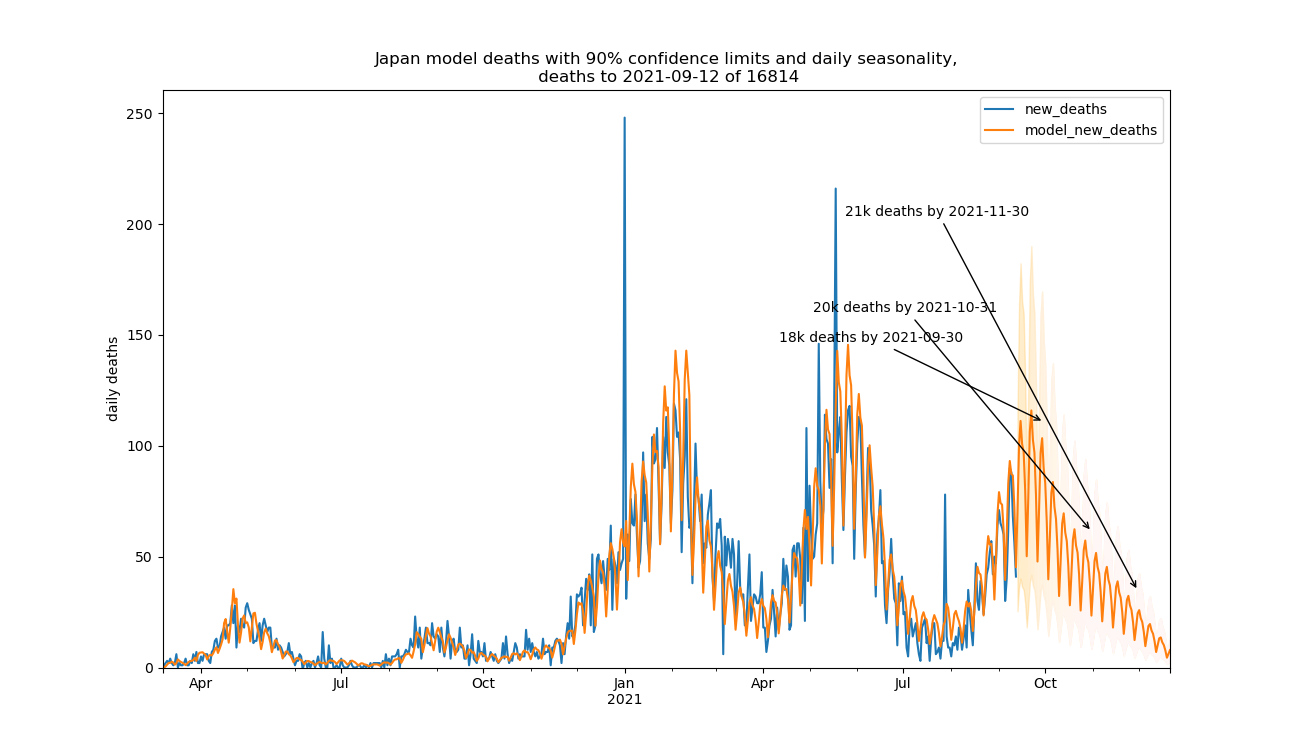 Japan model deaths with 90% confidence limits and daily seasonality,
deaths to 2021-09-12 of 16814
250
200
150
100
50
0
daily deaths
new_deaths
model_new_deaths
21k deaths by 2021-11-30
20k deaths by 2021-10-31
18k deaths by 2021-09-30
Apr
Jul
Oct
Jan
2021
Apr
Jul
Oct